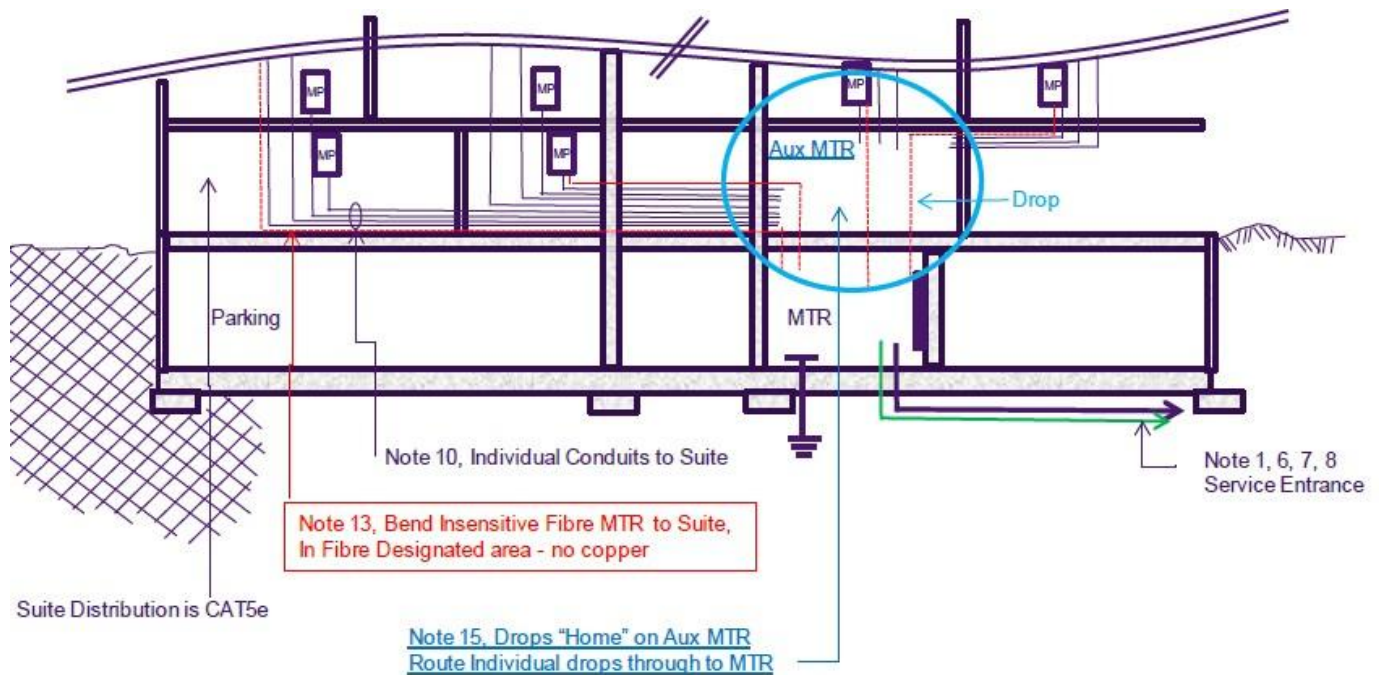 MP
MP
MP
MP
MP
MP
Aux MTR
Drop
Parking
MTR
Note 10, Individual Conduits to Suite
Note 1, 6, 7, 8
Service Entrance
Note 13, Bend Insensitive Fibre MTR to Suite,
In Fibre Designated area - no copper
Suite Distribution is CAT5e
Note 15, Drops “Home” on Aux MTR
Route Individual drops through to MTR